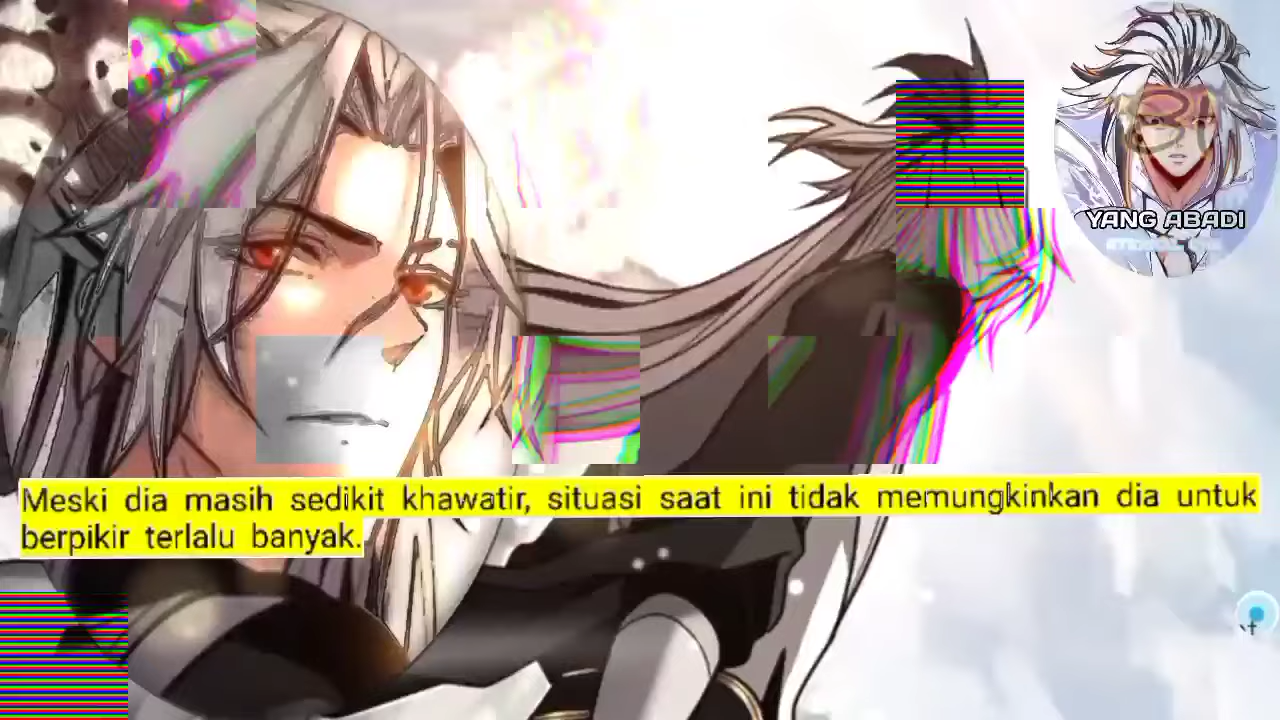 YANG ABADI
Meski dia masih sedikit khawatir, situasi saat ini tidak memungkinkan dia untuk
berpikir terlalu banyak.